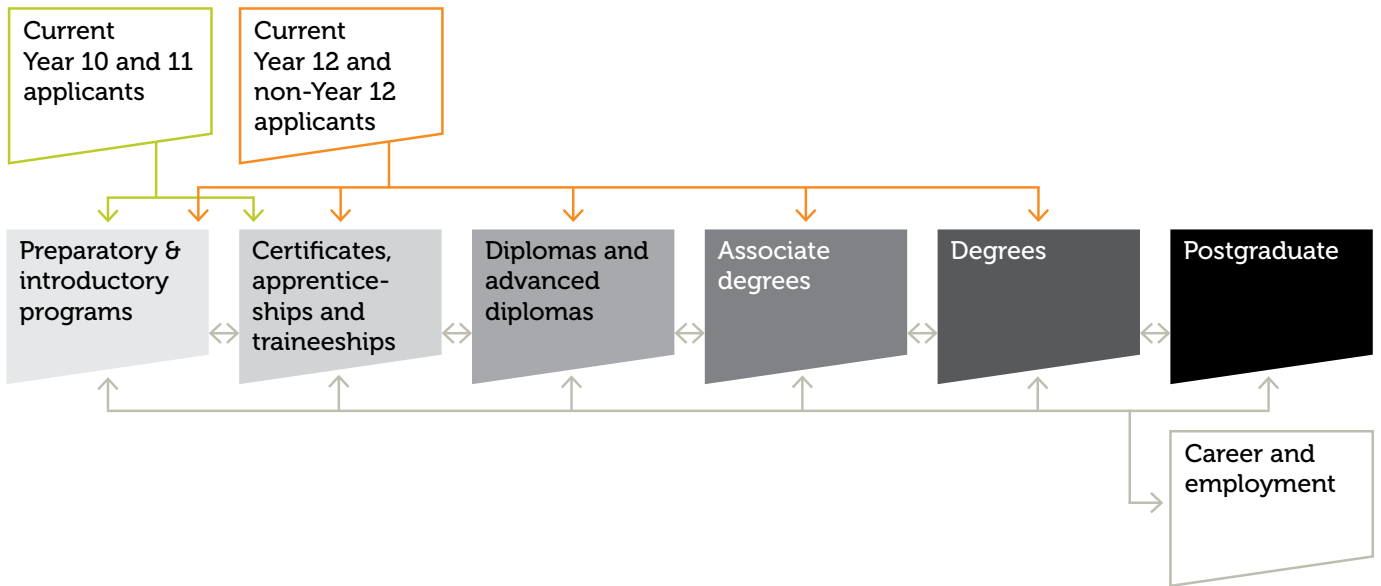 Current
Year 10 and 11
applicants
Current
Year 12 and
non-Year 12
applicants
Preparatory &
introductory
programs
Certificates,
apprentice-
ships and
traineeships
Diplomas and
advanced
diplomas
Associate
degrees
Degrees
Postgraduate
Career and
employment